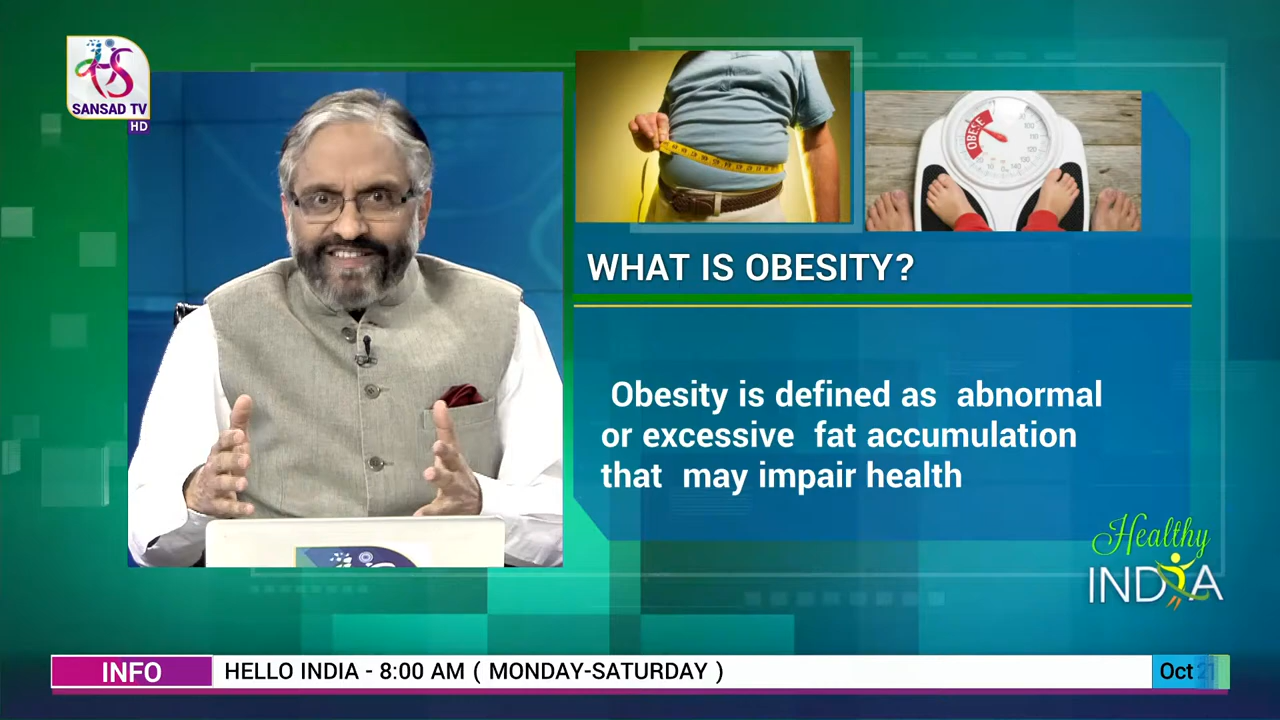 SANSAD TV
HD
OBESE
WHAT IS OBESITY?
Obesity is defined as abnormal
or excessive fat accumulation
that may impair health
Healthy
INDIA
INFO
HELLO INDIA - 8:00 AM ( MONDAY-SATURDAY )
Oct 21